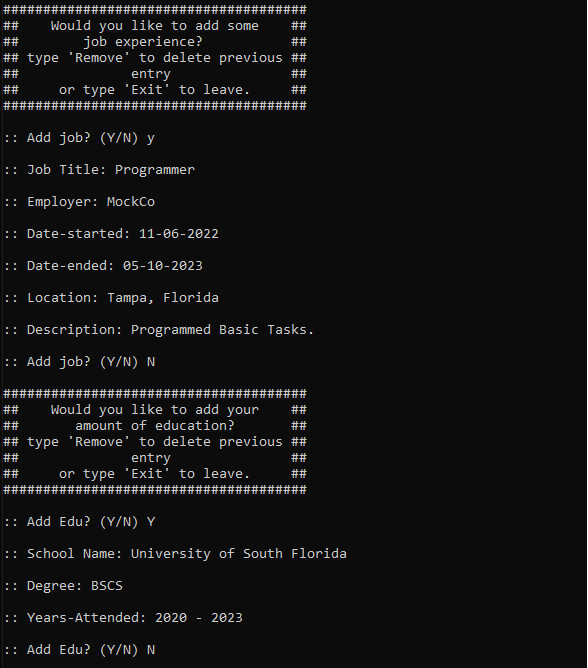 ######################################
##    Would you like to add some    ##
##        job experience?           ##
## type 'Remove' to delete previous ##
##              entry               ##
##     or type 'Exit' to leave.     ##
######################################
:: Add job? (Y/N) y
:: Job Title: Programmer
:: Employer: MockCo
:: Date-started: 11-06-2022
:: Date-ended: 05-10-2023
:: Location: Tampa, Florida
:: Description: Programmed Basic Tasks.
:: Add job? (Y/N) N
######################################
##    Would you like to add your    ##
##       amount of education?       ##
## type 'Remove' to delete previous ##
##              entry               ##
##     or type 'Exit' to leave.     ##
######################################
:: Add Edu? (Y/N) Y
:: School Name: University of South Florida
:: Degree: BSCS
:: Years-Attended: 2020 - 2023
:: Add Edu? (Y/N) N